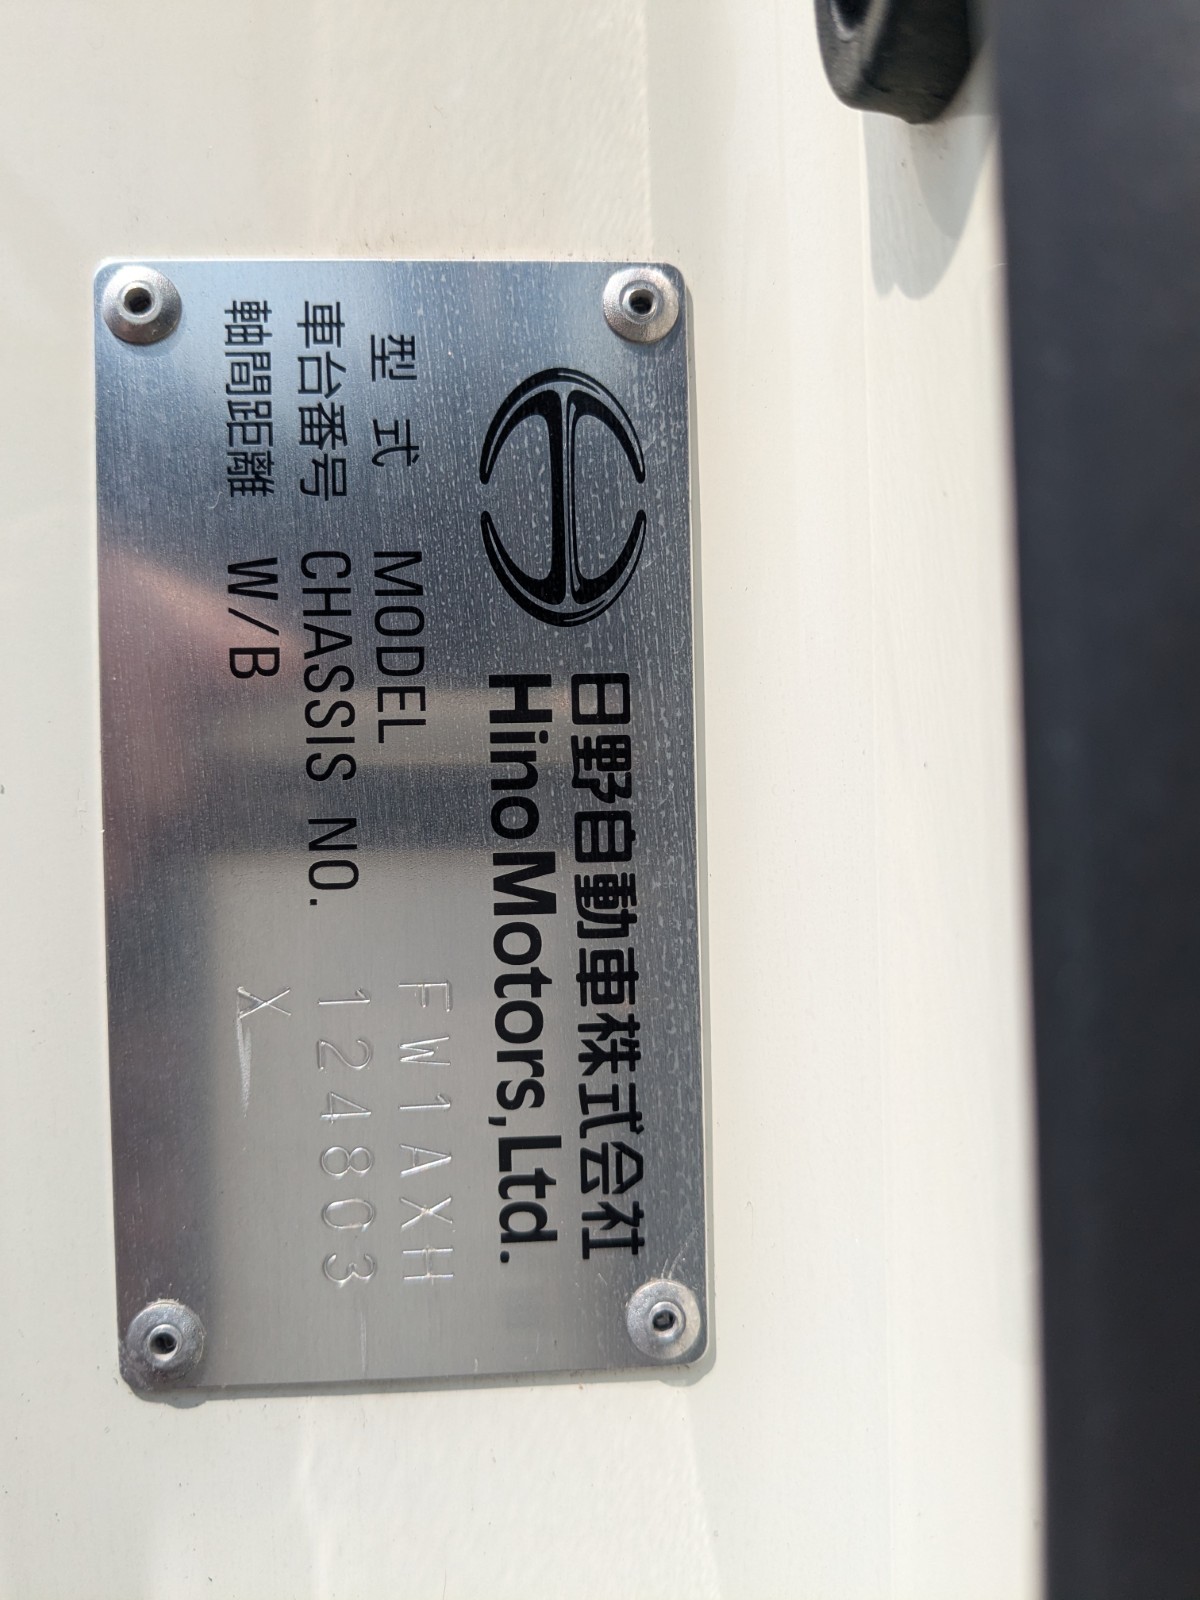 日野自動車株式会社
Hino Motors, Ltd.
型式 MODEL FW1AXH
車台番号 CHASSIS NO. 124803
軸間距離 W/B X